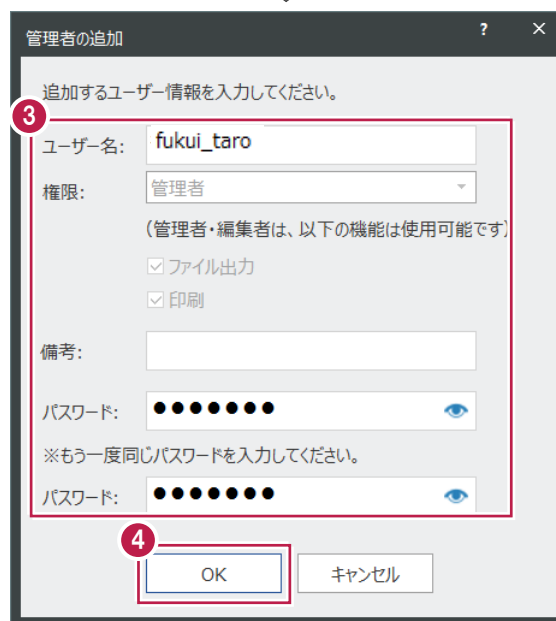 管理者の追加 ? ×
追加するユーザー情報を入力してください。
3
ユーザー名: fukui_taro
権限: 管理者
(管理者・編集者は、以下の機能は使用可能です)
ファイル出力
印刷
備考:
パスワード: ●●●●●●●
※もう一度同じパスワードを入力してください。
パスワード: ●●●●●●●
4
OK キャンセル